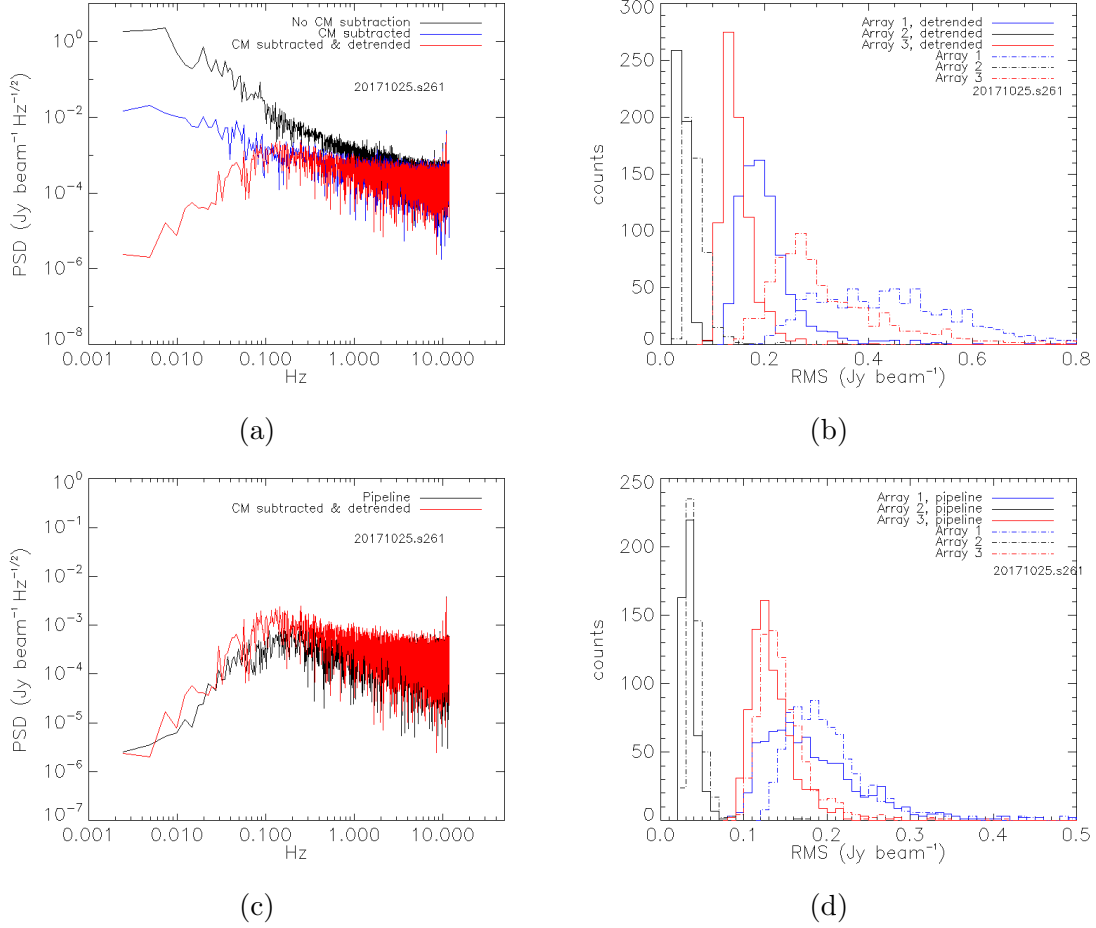 No CM subtraction
CM subtracted
CM subtracted & detrended
20171025.s261
PSD (Jy beam⁻¹ Hz⁻¹ᐟ²)
10⁰
10⁻²
10⁻⁴
10⁻⁶
10⁻⁸
0.001 0.010 0.100 1.000 10.000
Hz
(a)
Array 1, detrended
Array 2, detrended
Array 3, detrended
Array 1
Array 2
Array 3
20171025.s261
counts
300
250
200
150
100
50
0
0.0 0.2 0.4 0.6 0.8
RMS (Jy beam⁻¹)
(b)
Pipeline
CM subtracted & detrended
20171025.s261
PSD (Jy beam⁻¹ Hz⁻¹ᐟ²)
10⁰
10⁻¹
10⁻²
10⁻³
10⁻⁴
10⁻⁵
10⁻⁶
10⁻⁷
0.001 0.010 0.100 1.000 10.000
Hz
(c)
Array 1, pipeline
Array 2, pipeline
Array 3, pipeline
Array 1
Array 2
Array 3
20171025.s261
counts
250
200
150
100
50
0
0.0 0.1 0.2 0.3 0.4 0.5
RMS (Jy beam⁻¹)
(d)